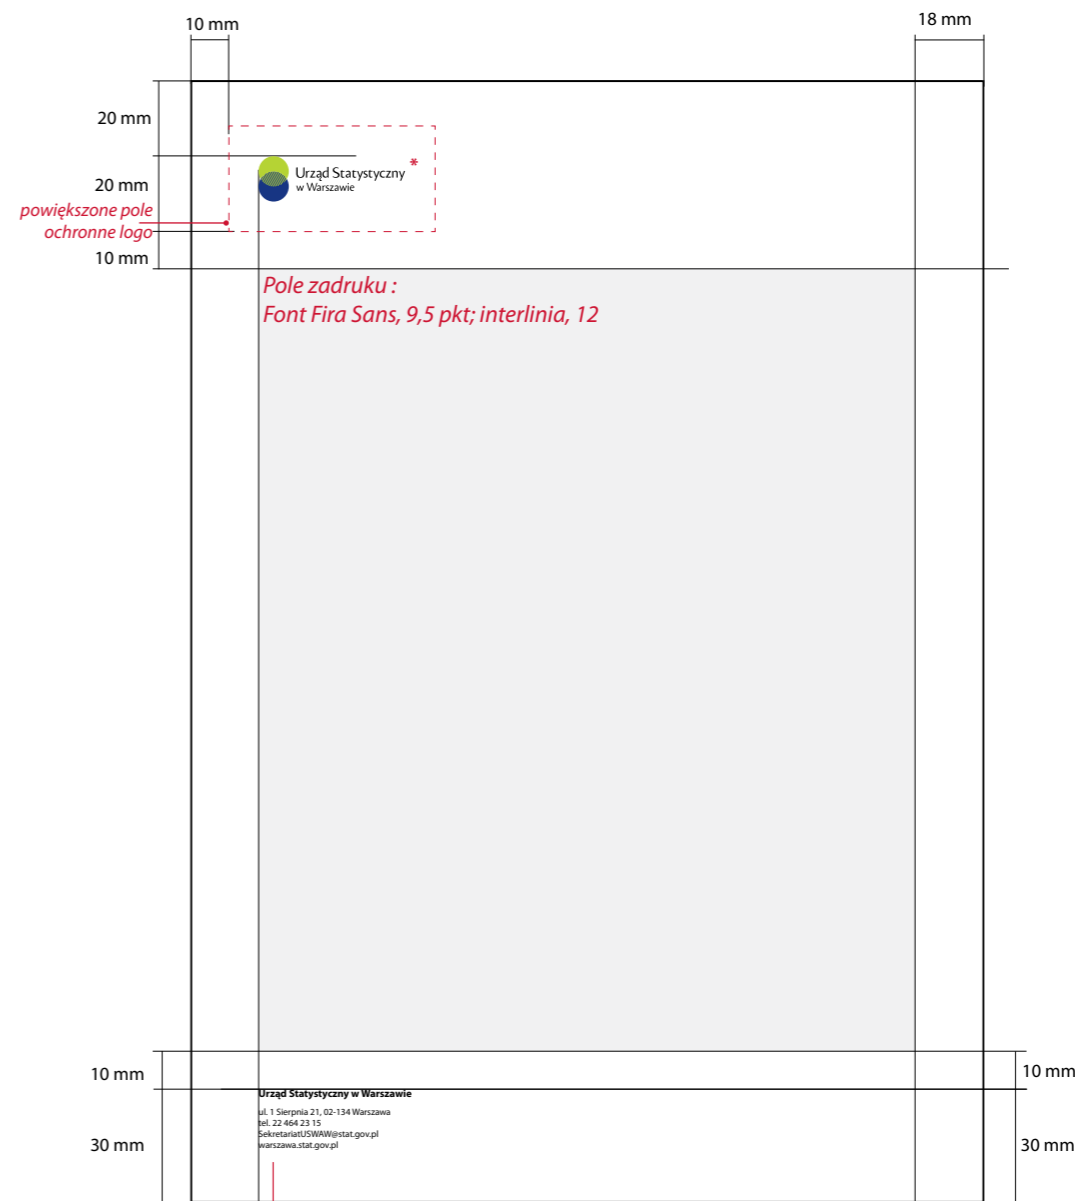 10 mm
18 mm
20 mm
Urząd Statystyczny *
w Warszawie
20 mm
powiększone pole
ochronne logo
10 mm
Pole zadruku :
Font Fira Sans, 9,5 pkt; interlinia, 12
10 mm
10 mm
Urząd Statystyczny w Warszawie
ul. 1 Sierpnia 21, 02-134 Warszawa
tel. 22 464 23 15
SekretariatUSWAW@stat.gov.pl
warszawa.stat.gov.pl
30 mm
30 mm